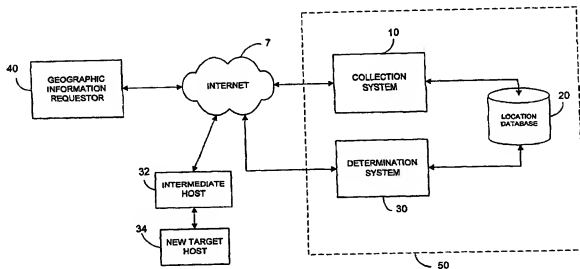 7
10
40
GEOGRAPHIC
INFORMATION
REQUESTOR
INTERNET
COLLECTION
SYSTEM
20
LOCATION
DATABASE
32
INTERMEDIATE
HOST
DETERMINATION
SYSTEM
30
34
NEW TARGET
HOST
50